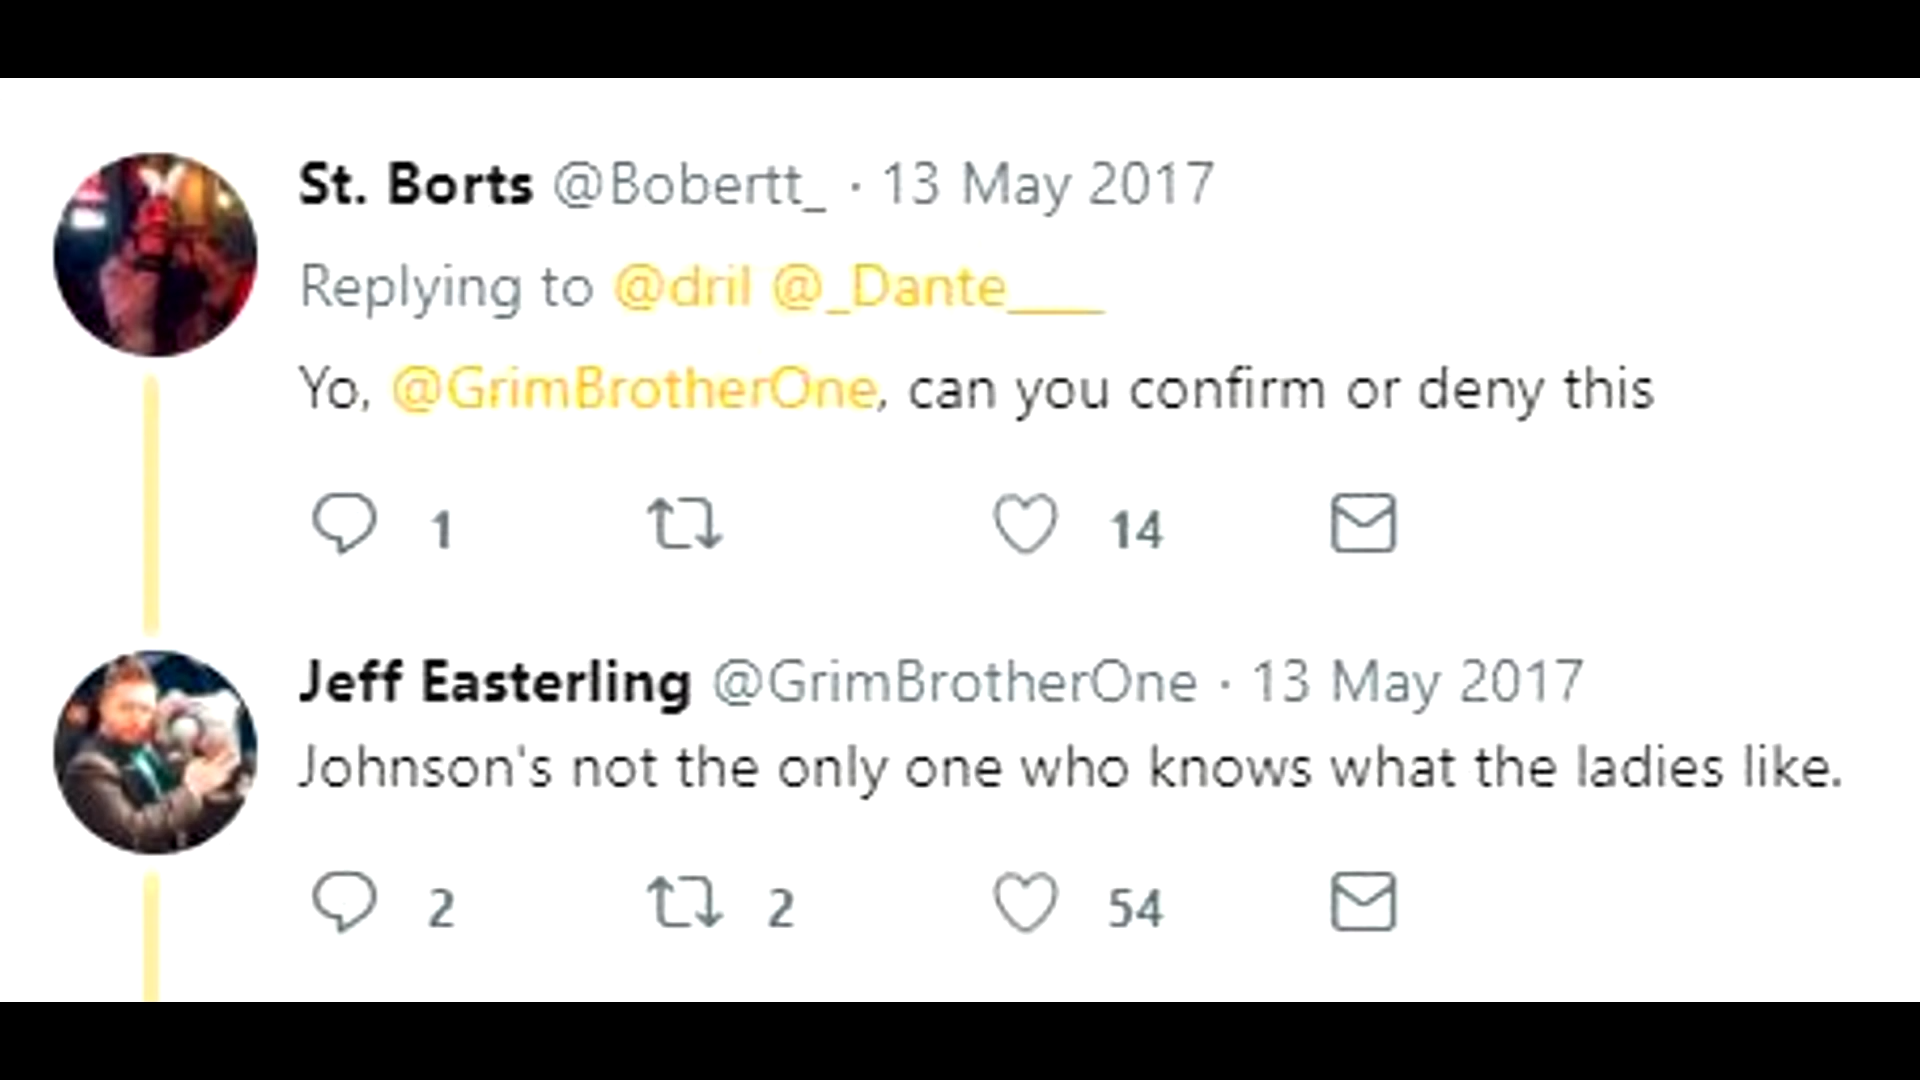 St. Borts @Bobertt_ · 13 May 2017
Replying to @dril @_Dante____
Yo, @GrimBrotherOne, can you confirm or deny this
1 14
Jeff Easterling @GrimBrotherOne · 13 May 2017
Johnson's not the only one who knows what the ladies like.
2 2 54